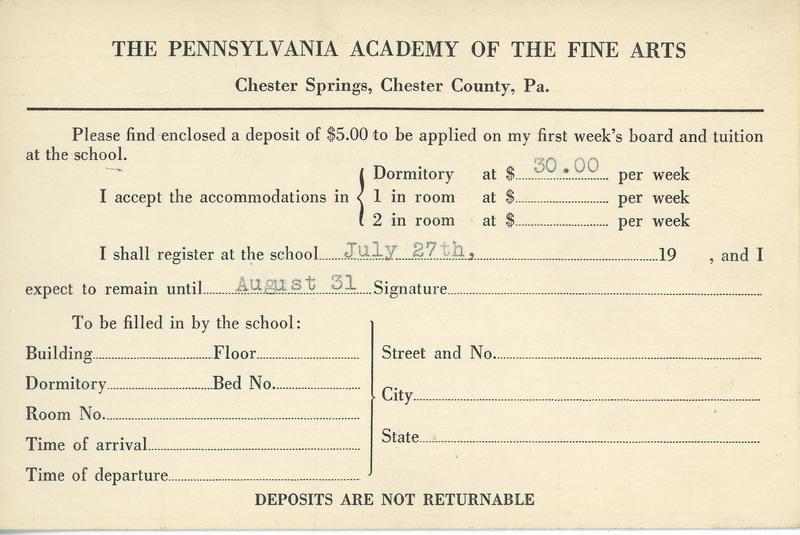 THE PENNSYLVANIA ACADEMY OF THE FINE ARTS
Chester Springs, Chester County, Pa.
Please find enclosed a deposit of $5.00 to be applied on my first week's board and tuition
at the school.
Dormitory at $ 30.00 per week
I accept the accommodations in { 1 in room at $ per week
2 in room at $ per week
I shall register at the school July 27th, 19 , and I
expect to remain until August 31 Signature
To be filled in by the school:
Building Floor
Street and No.
Dormitory Bed No.
City
Room No.
State
Time of arrival
Time of departure
DEPOSITS ARE NOT RETURNABLE